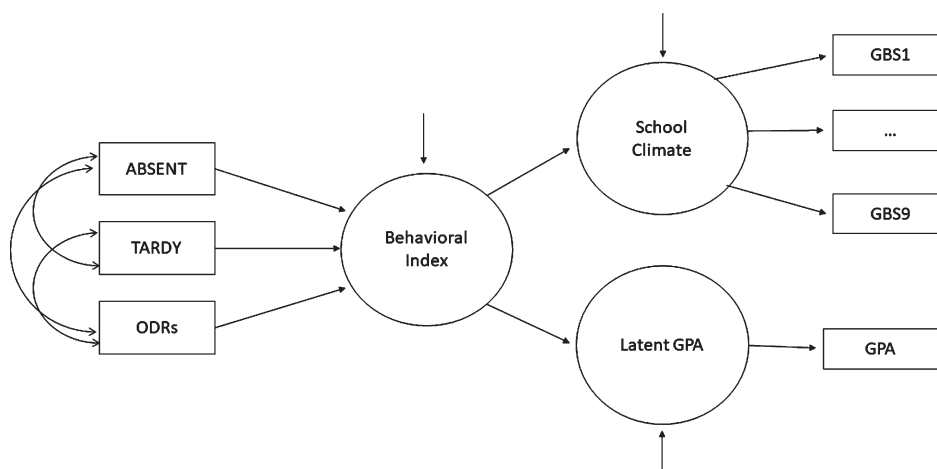 ABSENT
TARDY
ODRs
Behavioral
Index
School
Climate
Latent GPA
GBS1
...
GBS9
GPA